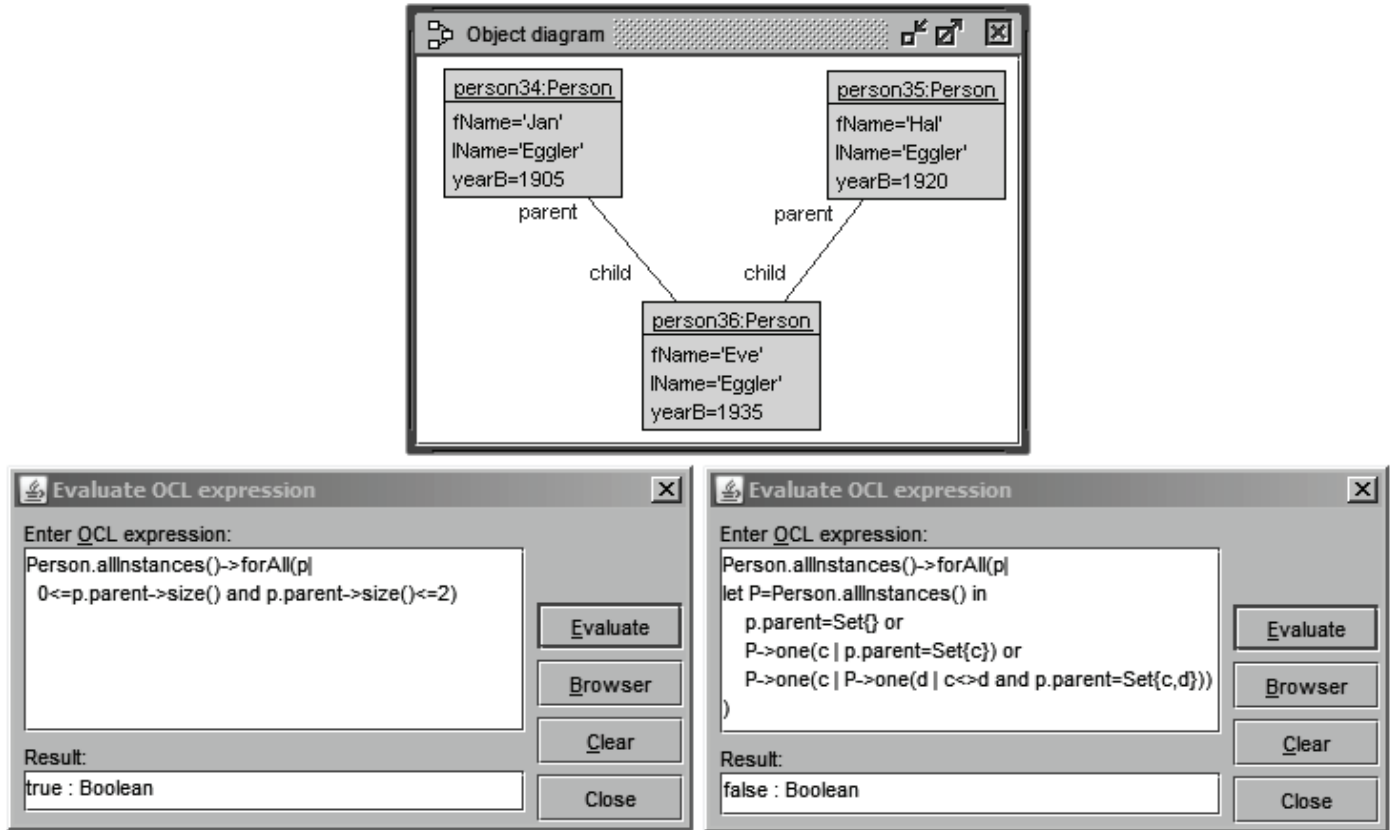 Object diagram
person34:Person
fName='Jan'
lName='Eggler'
yearB=1905
person35:Person
fName='Hal'
lName='Eggler'
yearB=1920
parent
parent
child
child
person36:Person
fName='Eve'
lName='Eggler'
yearB=1935
Evaluate OCL expression
Enter OCL expression:
Person.allInstances()->forAll(p|
0<=p.parent->size() and p.parent->size()<=2)
Evaluate
Browser
Clear
Result:
true : Boolean
Close
Evaluate OCL expression
Enter OCL expression:
Person.allInstances()->forAll(p|
let P=Person.allInstances() in
p.parent=Set{} or
P->one(c | p.parent=Set{c}) or
P->one(c | P->one(d | c<>d and p.parent=Set{c,d}))
)
Evaluate
Browser
Clear
Result:
false : Boolean
Close